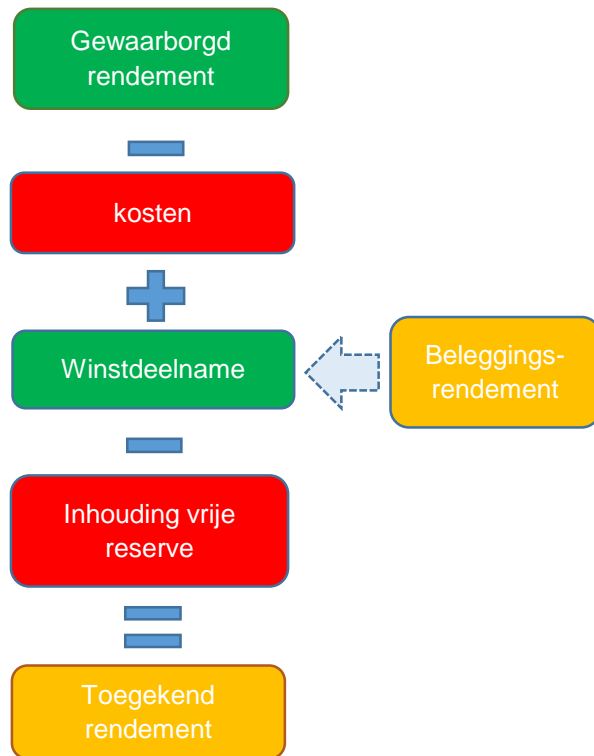 Gewaarborgd
rendement
kosten
Winstdeelname
Beleggings-
rendement
Inhouding vrije
reserve
Toegekend
rendement